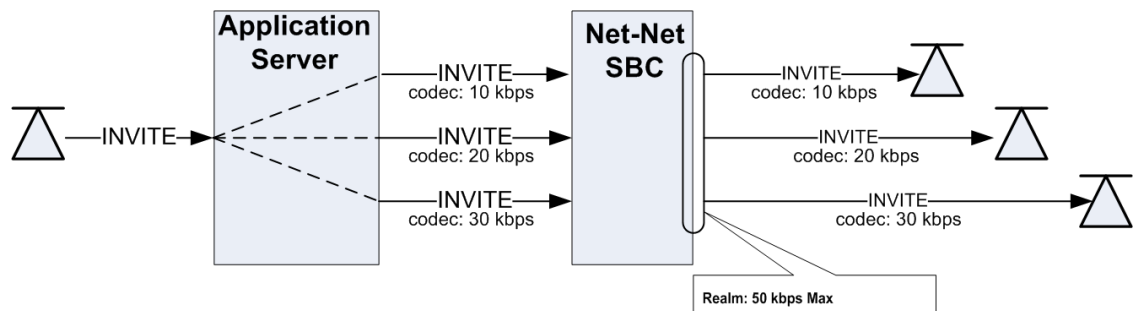 Application
Server
Net-Net
SBC
INVITE
INVITE
codec: 10 kbps
INVITE
codec: 20 kbps
INVITE
codec: 30 kbps
INVITE
codec: 10 kbps
INVITE
codec: 20 kbps
INVITE
codec: 30 kbps
Realm: 50 kbps Max